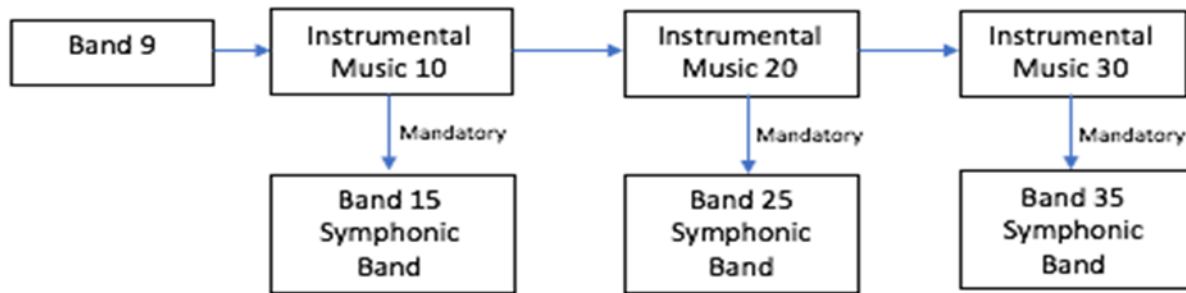 Band 9
Instrumental
Music 10
Instrumental
Music 20
Instrumental
Music 30
Mandatory
Mandatory
Mandatory
Band 15
Symphonic
Band
Band 25
Symphonic
Band
Band 35
Symphonic
Band